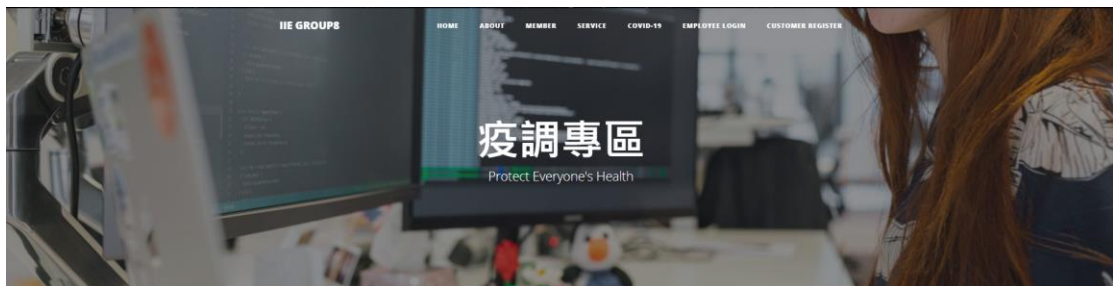 IIE GROUP8 HOME ABOUT MEMBER SERVICE COVID-19 EMPLOYEE LOGIN CUSTOMER REGISTER
疫調專區
Protect Everyone's Health